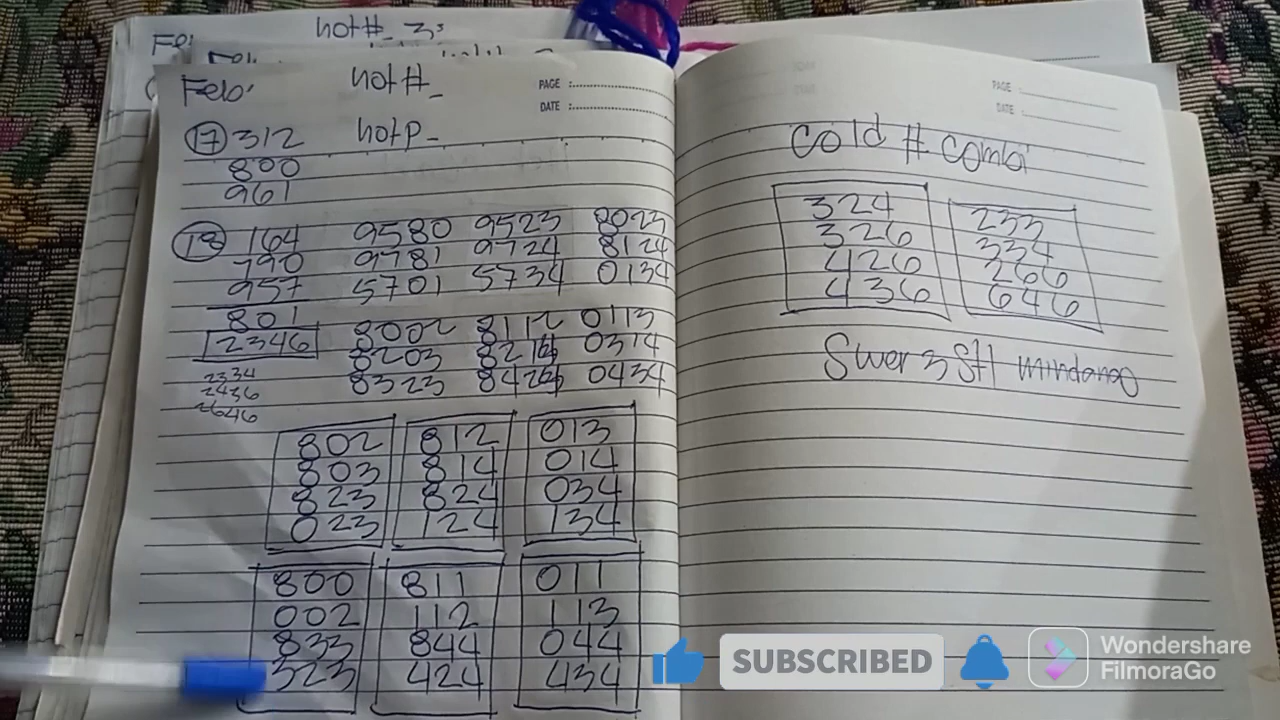 hot# 3s
Feb. hot#_
PAGE :
DATE :
17 312 hotp-
800
961
18 164 9580 9523 8023
790 9781 9724 8124
957 5701 5734 0134
801
2346 8002 8112 0113
8203 8214 0314
2334
2436 8323 8424 0434
2646
802 812 013
803 814 014
823 824 034
023 124 134
800 811 011
002 112 113
833 844 044
323 424 434
PAGE :
DATE :
Cold # combi
324 233
326 334
426 266
436 646
Swer 3 Stl mindanao
SUBSCRIBED
Wondershare
FilmoraGo